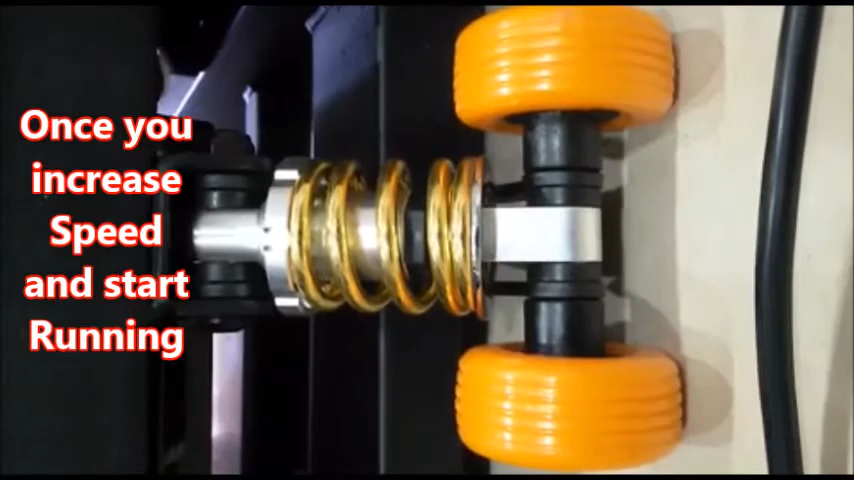 Once you
increase
Speed
and start
Running